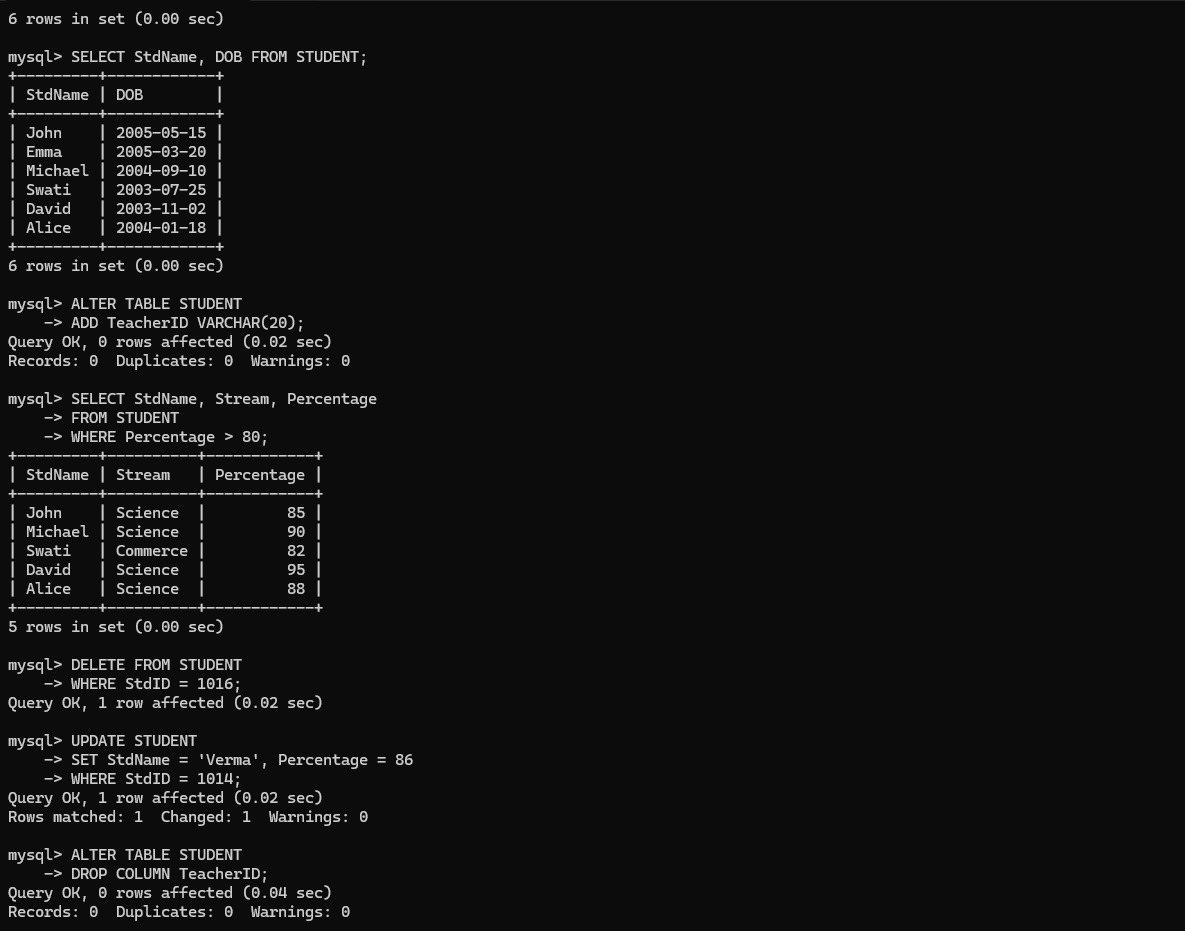 6 rows in set (0.00 sec)

mysql> SELECT StdName, DOB FROM STUDENT;
+---------+------------+
| StdName | DOB        |
+---------+------------+
| John    | 2005-05-15 |
| Emma    | 2005-03-20 |
| Michael | 2004-09-10 |
| Swati   | 2003-07-25 |
| David   | 2003-11-02 |
| Alice   | 2004-01-18 |
+---------+------------+
6 rows in set (0.00 sec)

mysql> ALTER TABLE STUDENT
    -> ADD TeacherID VARCHAR(20);
Query OK, 0 rows affected (0.02 sec)
Records: 0  Duplicates: 0  Warnings: 0

mysql> SELECT StdName, Stream, Percentage
    -> FROM STUDENT
    -> WHERE Percentage > 80;
+---------+----------+------------+
| StdName | Stream   | Percentage |
+---------+----------+------------+
| John    | Science  |         85 |
| Michael | Science  |         90 |
| Swati   | Commerce |         82 |
| David   | Science  |         95 |
| Alice   | Science  |         88 |
+---------+----------+------------+
5 rows in set (0.00 sec)

mysql> DELETE FROM STUDENT
    -> WHERE StdID = 1016;
Query OK, 1 row affected (0.02 sec)

mysql> UPDATE STUDENT
    -> SET StdName = 'Verma', Percentage = 86
    -> WHERE StdID = 1014;
Query OK, 1 row affected (0.02 sec)
Rows matched: 1  Changed: 1  Warnings: 0

mysql> ALTER TABLE STUDENT
    -> DROP COLUMN TeacherID;
Query OK, 0 rows affected (0.04 sec)
Records: 0  Duplicates: 0  Warnings: 0